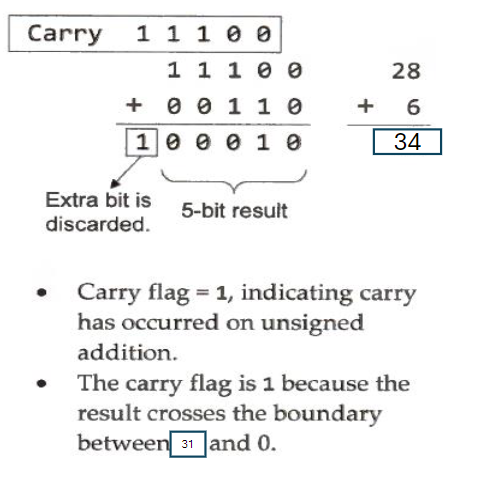 Carry 1 1 1 0 0
1 1 1 0 0 28
+ 0 0 1 1 0 + 6
1 0 0 0 1 0 34
Extra bit is
discarded.
5-bit result
• Carry flag = 1, indicating carry
has occurred on unsigned
addition.
• The carry flag is 1 because the
result crosses the boundary
between 31 and 0.